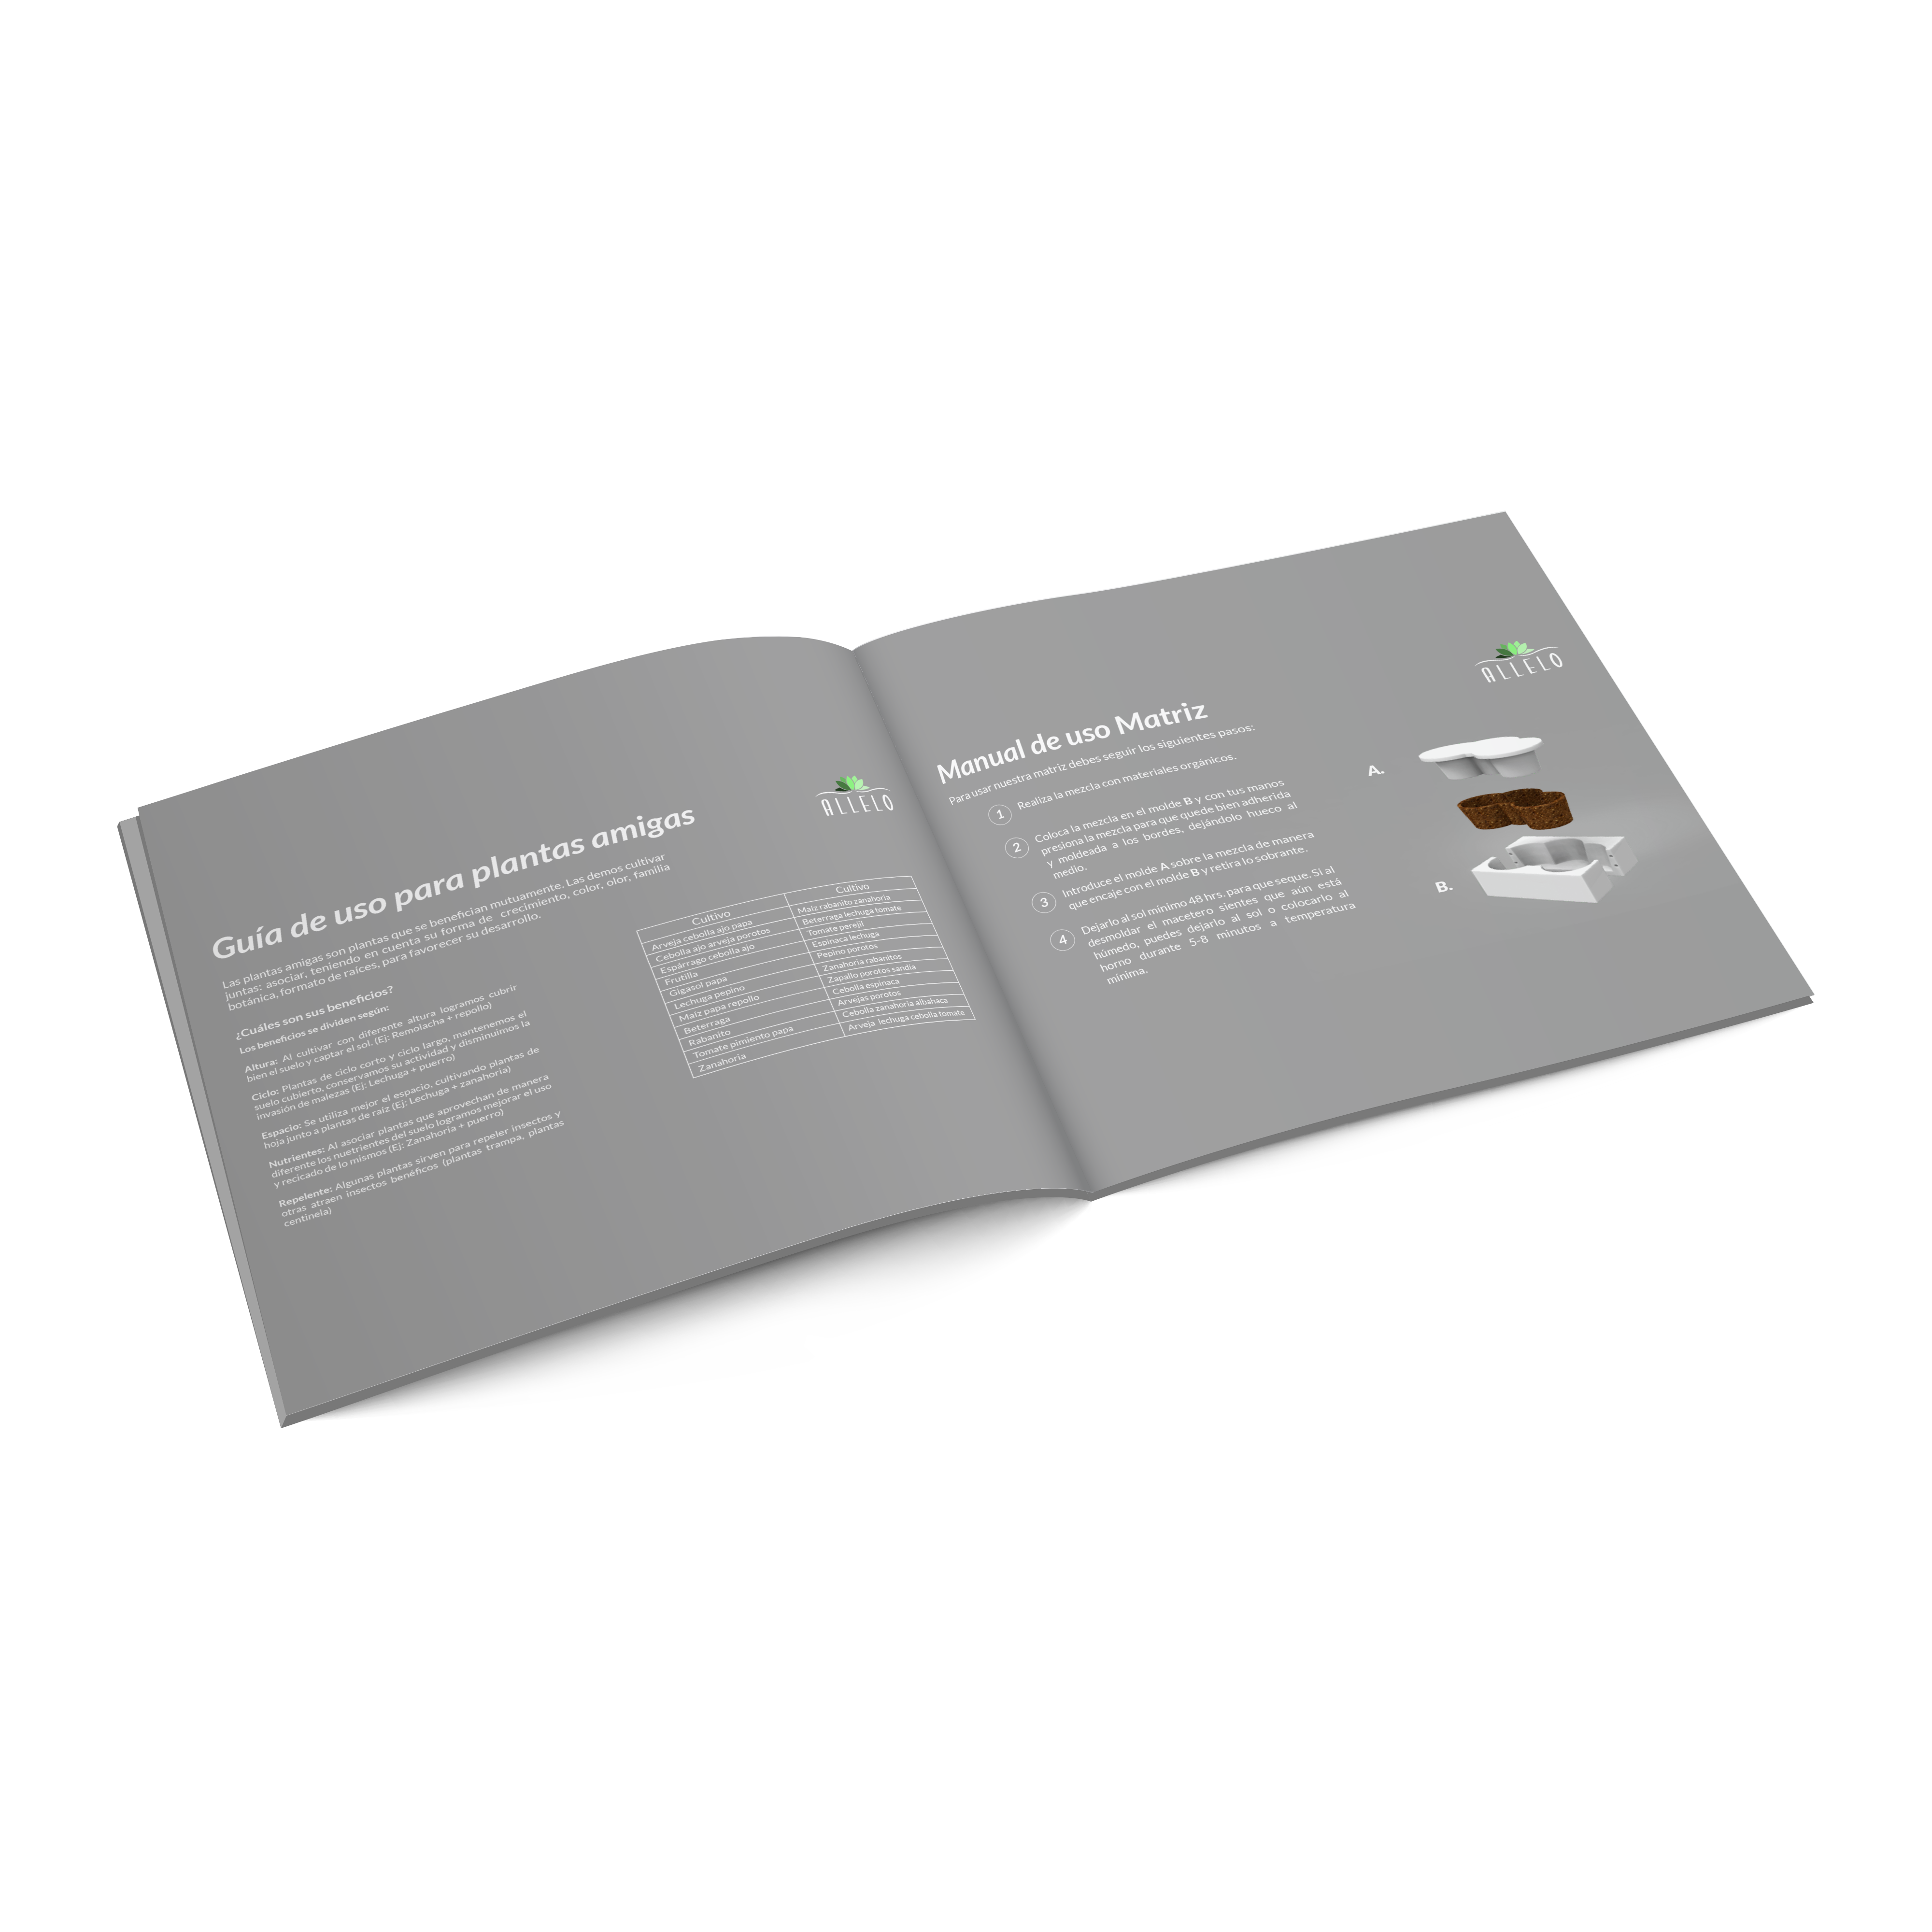 Guía de uso para plantas amigas
Las plantas amigas son plantas que se benefician mutuamente. Las demos cultivar
juntas: asociar, teniendo en cuenta su forma de crecimiento, color, olor, familia
botánica, formato de raíces, para favorecer su desarrollo.
¿Cuáles son sus beneficios?
Los beneficios se dividen según:
Altura: Al cultivar con diferente altura logramos cubrir
bien el suelo y captar el sol. (Ej: Remolacha + repollo)
Ciclo: Plantas de ciclo corto y ciclo largo, mantenemos el
suelo cubierto, conservamos su actividad y disminuimos la
invasión de malezas (Ej: Lechuga + puerro)
Espacio: Se utiliza mejor el espacio, cultivando plantas de
hoja junto a plantas de raíz (Ej: Lechuga + zanahoria)
Nutrientes: Al asociar plantas que aprovechan de manera
diferente los nuetrientes del suelo logramos mejorar el uso
y recicado de lo mismos (Ej: Zanahoria + puerro)
Repelente: Algunas plantas sirven para repeler insectos y
otras atraen insectos benéficos (plantas trampa, plantas
centinela)
ALLELO
Cultivo Cultivo
Arveja cebolla ajo papa Maíz rabanito zanahoria
Cebolla ajo arveja porotos Beterraga lechuga tomate
Espárrago cebolla ajo Tomate perejil
Frutilla Espinaca lechuga
Gigasol papa Pepino porotos
Lechuga pepino Zanahoria rabanitos
Maíz papa repollo Zapallo porotos sandía
Beterraga Cebolla espinaca
Rabanito Arvejas porotos
Tomate pimiento papa Cebolla zanahoria albahaca
Zanahoria Arveja lechuga cebolla tomate
Manual de uso Matriz
Para usar nuestra matriz debes seguir los siguientes pasos:
1 Realiza la mezcla con materiales orgánicos.
2 Coloca la mezcla en el molde B y con tus manos
presiona la mezcla para que quede bien adherida
y moldeada a los bordes, dejándolo hueco al
medio.
3 Introduce el molde A sobre la mezcla de manera
que encaje con el molde B y retira lo sobrante.
4 Dejarlo al sol mínimo 48 hrs. para que seque. Si al
desmoldar el macetero sientes que aún está
húmedo, puedes dejarlo al sol o colocarlo al
horno durante 5-8 minutos a temperatura
mínima.
ALLELO
A.
B.